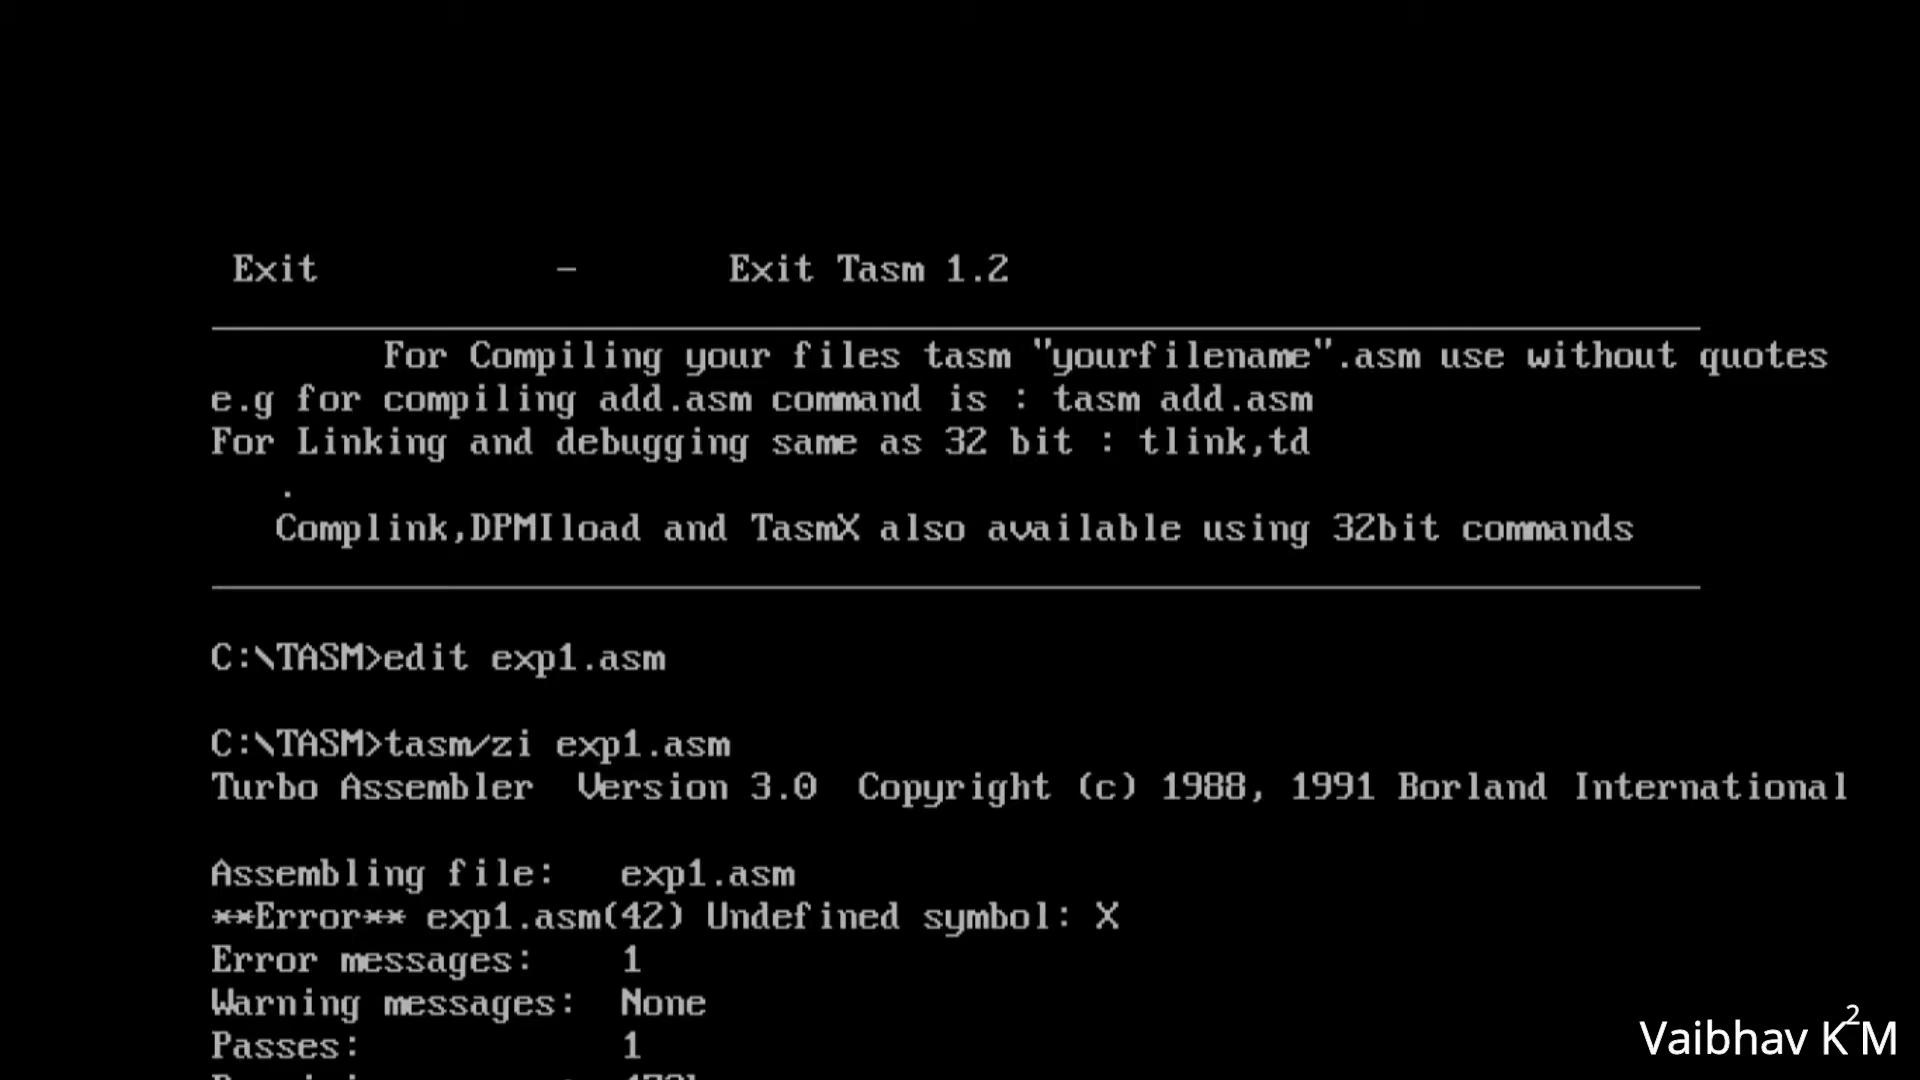 Exit - Exit Tasm 1.2
For Compiling your files tasm "yourfilename".asm use without quotes
e.g for compiling add.asm command is : tasm add.asm
For Linking and debugging same as 32 bit : tlink,td
.
Complink,DPMIload and TasmX also available using 32bit commands
C:\TASM>edit exp1.asm
C:\TASM>tasm/zi exp1.asm
Turbo Assembler Version 3.0 Copyright (c) 1988, 1991 Borland International
Assembling file: exp1.asm
**Error** exp1.asm(42) Undefined symbol: X
Error messages: 1
Warning messages: None
Passes: 1
Vaibhav K²M